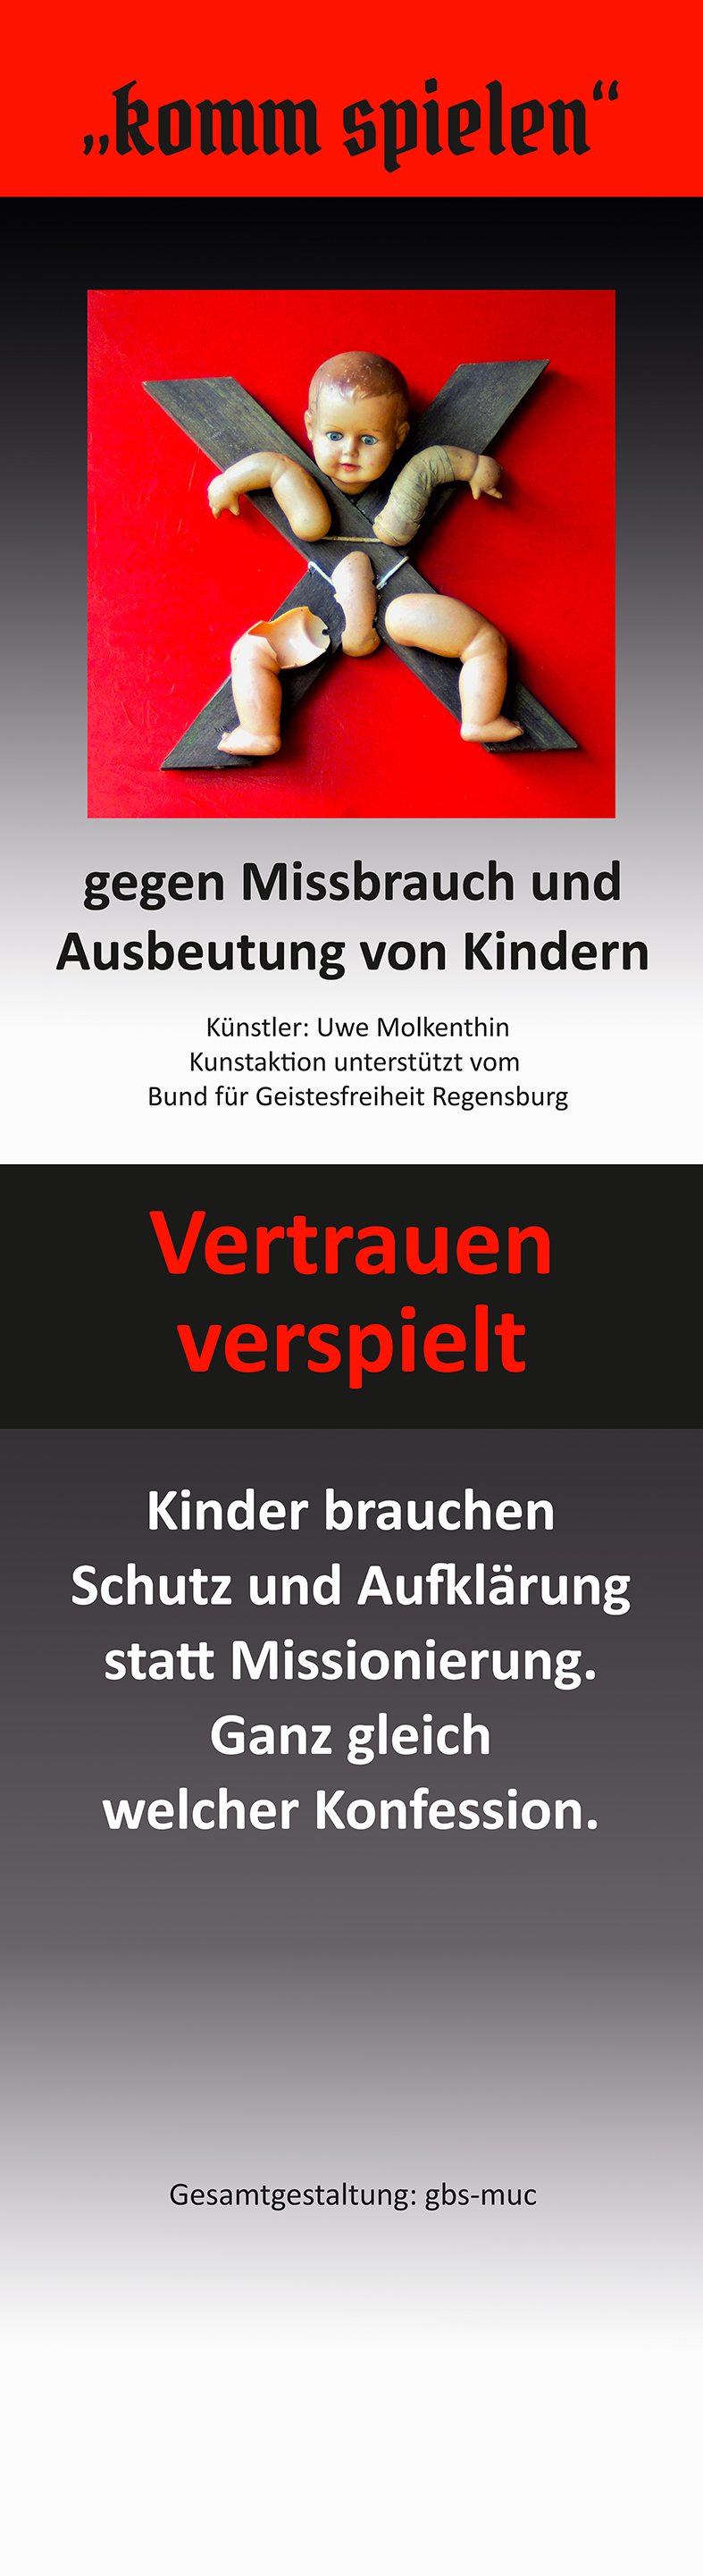 „komm spielen“
gegen Missbrauch und
Ausbeutung von Kindern
Künstler: Uwe Molkenthin
Kunstaktion unterstützt vom
Bund für Geistesfreiheit Regensburg
Vertrauen
verspielt
Kinder brauchen
Schutz und Aufklärung
statt Missionierung.
Ganz gleich
welcher Konfession.
Gesamtgestaltung: gbs-muc